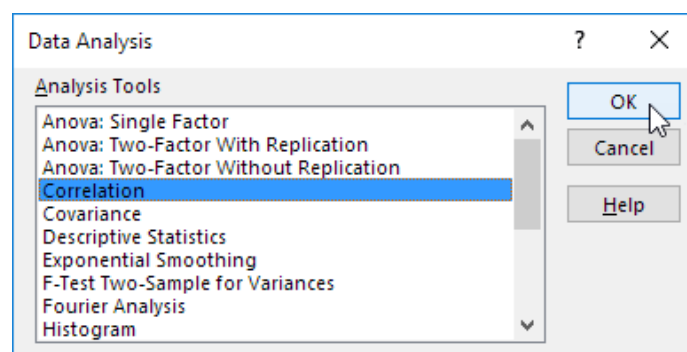 Data Analysis
Analysis Tools
Anova: Single Factor
Anova: Two-Factor With Replication
Anova: Two-Factor Without Replication
Correlation
Covariance
Descriptive Statistics
Exponential Smoothing
F-Test Two-Sample for Variances
Fourier Analysis
Histogram
?
OK
Cancel
Help